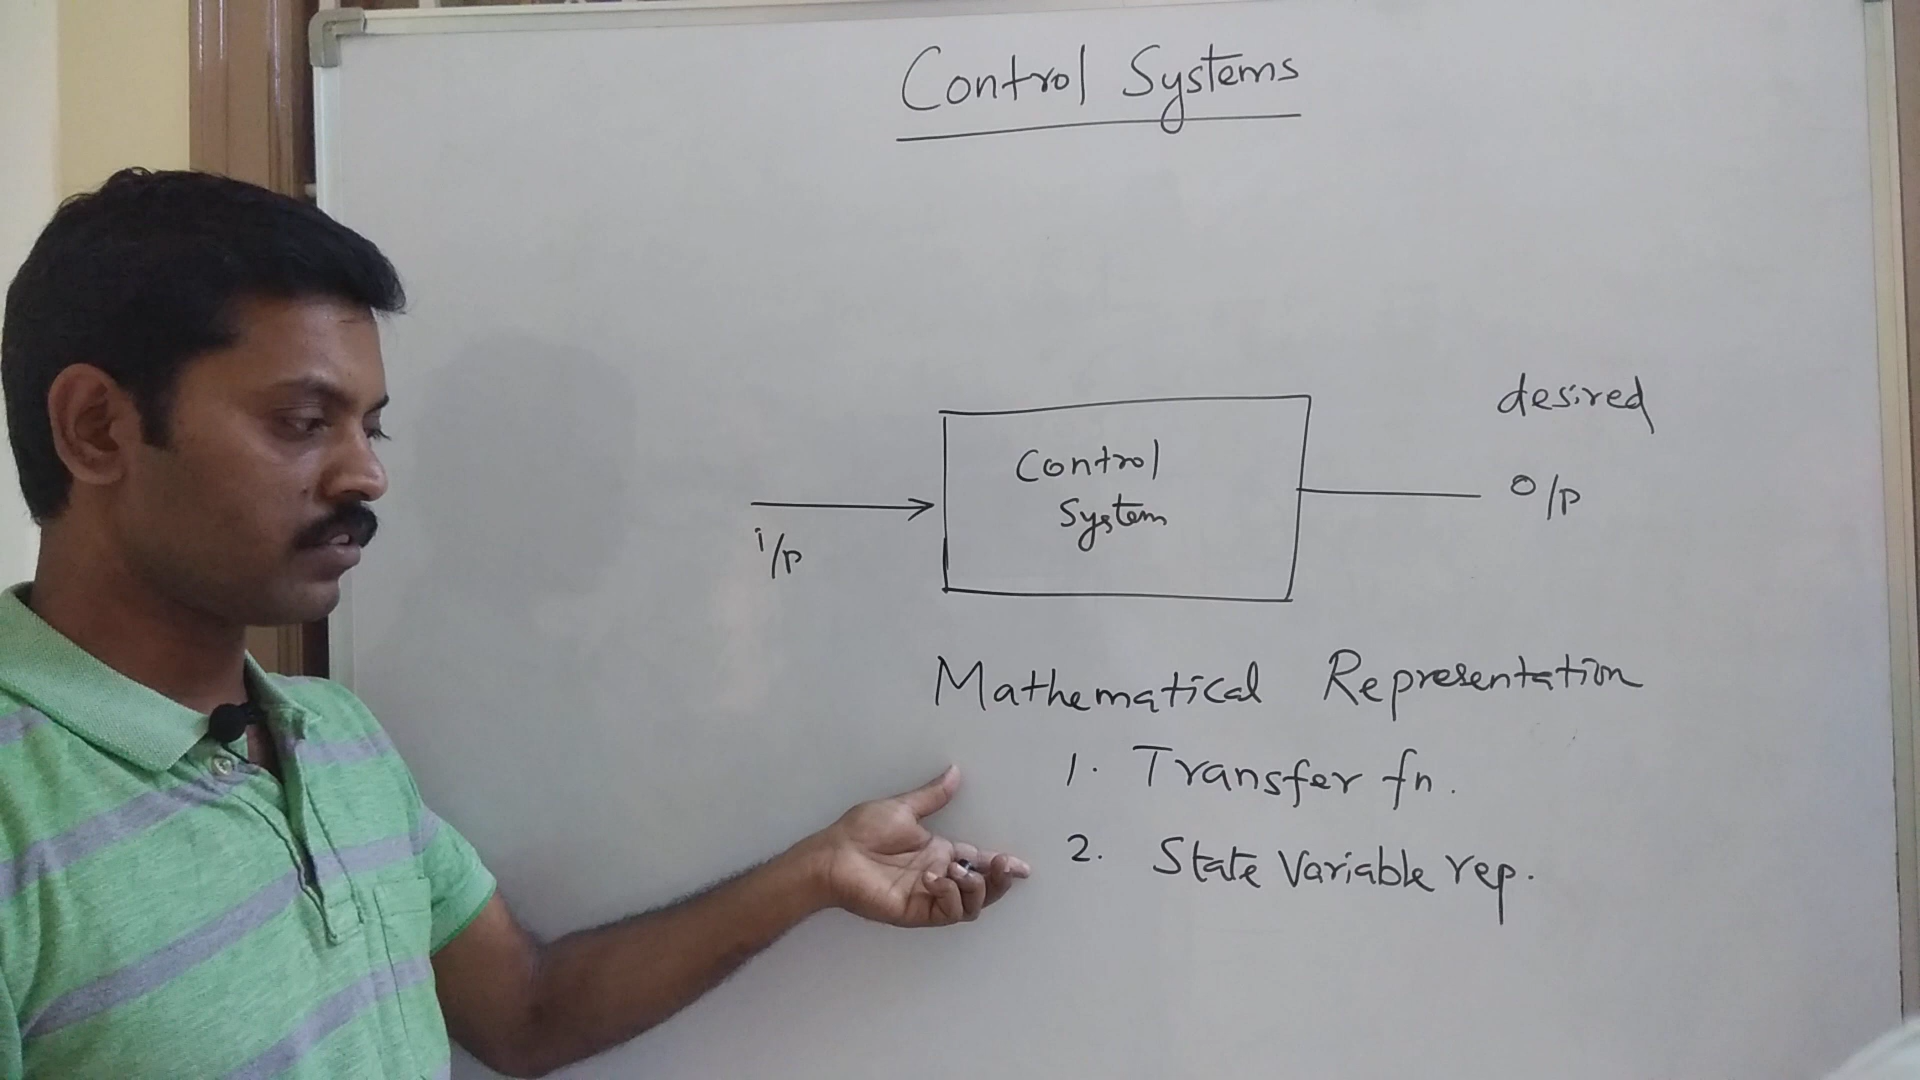 Control Systems
desired
Control
System
o/p
i/p
Mathematical Representation
1. Transfer fn.
2. State Variable rep.